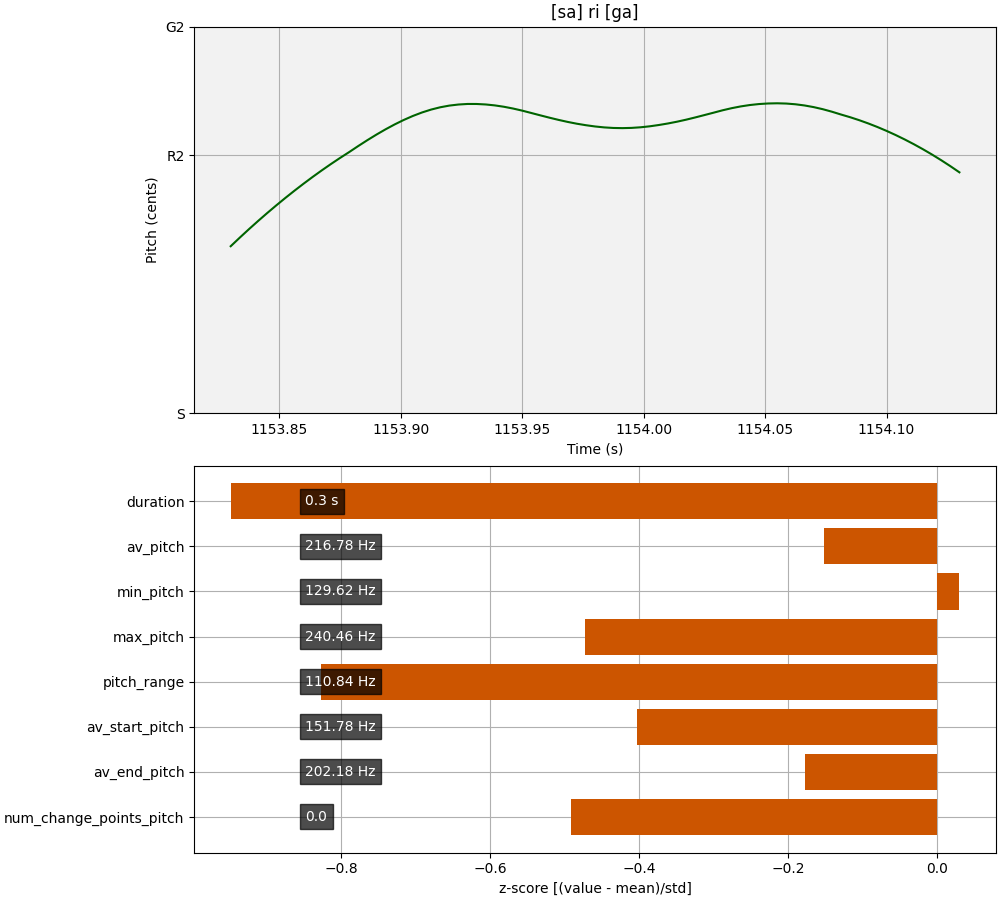 [sa] ri [ga]
G2
R2
S
Pitch (cents)
1153.85 1153.90 1153.95 1154.00 1154.05 1154.10
Time (s)
duration 0.3 s
av_pitch 216.78 Hz
min_pitch 129.62 Hz
max_pitch 240.46 Hz
pitch_range 110.84 Hz
av_start_pitch 151.78 Hz
av_end_pitch 202.18 Hz
num_change_points_pitch 0.0
−0.8 −0.6 −0.4 −0.2 0.0
z-score [(value - mean)/std]